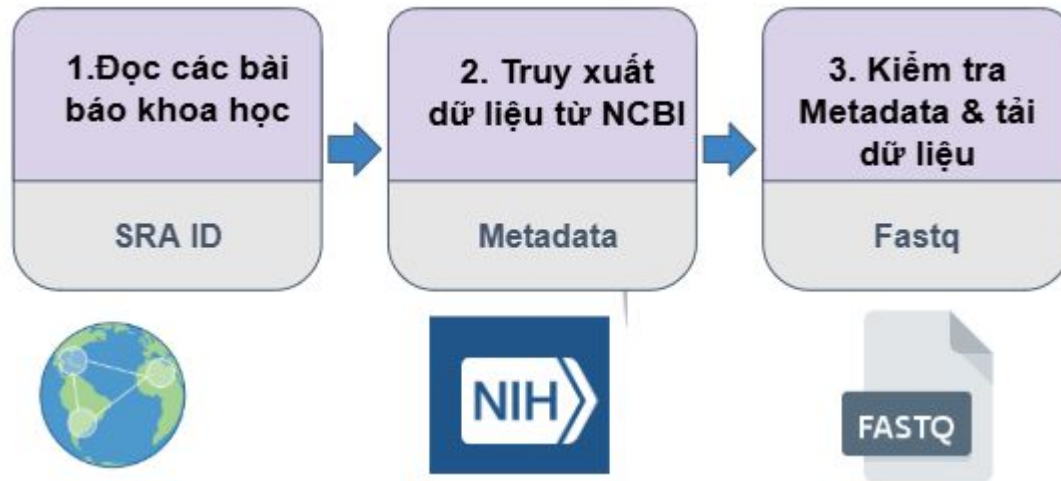 1.Đọc các bài
báo khoa học
SRA ID
2. Truy xuất
dữ liệu từ NCBI
Metadata
3. Kiểm tra
Metadata & tải
dữ liệu
Fastq
NIH
FASTQ